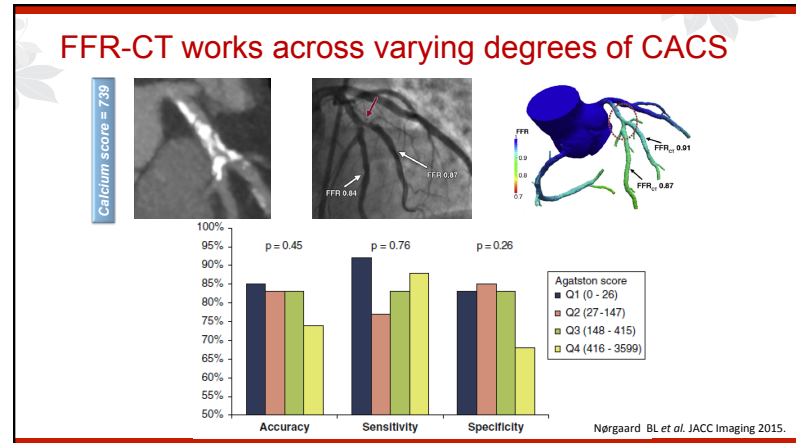 FFR-CT works across varying degrees of CACS
Calcium score = 739
FFR 0.84
FFR 0.87
FFR
1
0.9
0.8
0.7
FFRCT 0.91
FFRCT 0.87
100%
95%
90%
85%
80%
75%
70%
65%
60%
55%
50%
p = 0.45
p = 0.76
p = 0.26
Accuracy
Sensitivity
Specificity
Agatston score
Q1 (0 - 26)
Q2 (27-147)
Q3 (148 - 415)
Q4 (416 - 3599)
Nørgaard BL et al. JACC Imaging 2015.